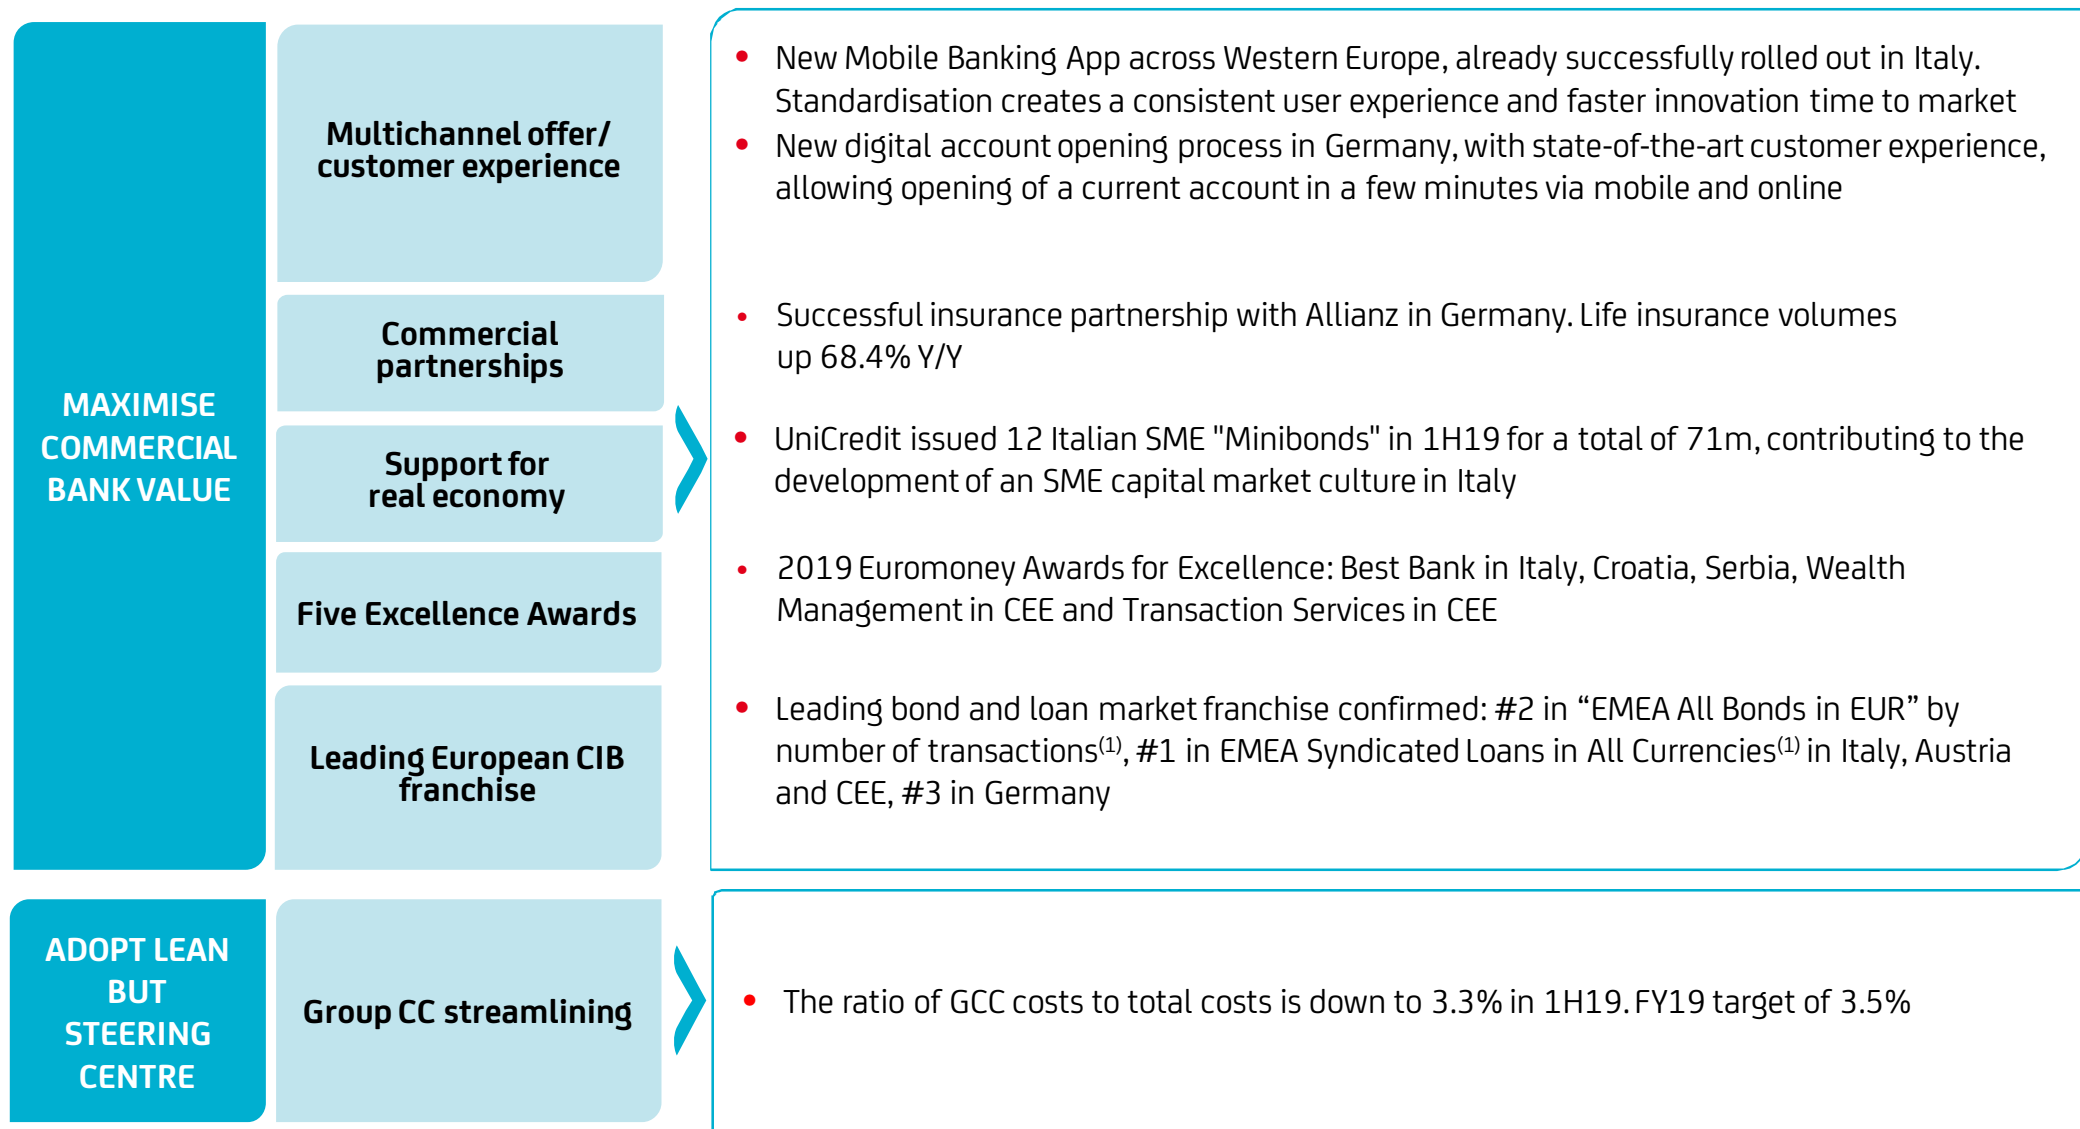 MAXIMISE
COMMERCIAL
BANK VALUE
Multichannel offer/
customer experience
New Mobile Banking App across Western Europe, already successfully rolled out in Italy.
Standardisation creates a consistent user experience and faster innovation time to market
New digital account opening process in Germany, with state-of-the-art customer experience,
allowing opening of a current account in a few minutes via mobile and online
Commercial
partnerships
Successful insurance partnership with Allianz in Germany. Life insurance volumes
up 68.4% Y/Y
Support for
real economy
UniCredit issued 12 Italian SME "Minibonds" in 1H19 for a total of 71m, contributing to the
development of an SME capital market culture in Italy
Five Excellence Awards
2019 Euromoney Awards for Excellence: Best Bank in Italy, Croatia, Serbia, Wealth
Management in CEE and Transaction Services in CEE
Leading European CIB
franchise
Leading bond and loan market franchise confirmed: #2 in “EMEA All Bonds in EUR” by
number of transactions(1), #1 in EMEA Syndicated Loans in All Currencies(1) in Italy, Austria
and CEE, #3 in Germany
ADOPT LEAN
BUT
STEERING
CENTRE
Group CC streamlining
The ratio of GCC costs to total costs is down to 3.3% in 1H19. FY19 target of 3.5%